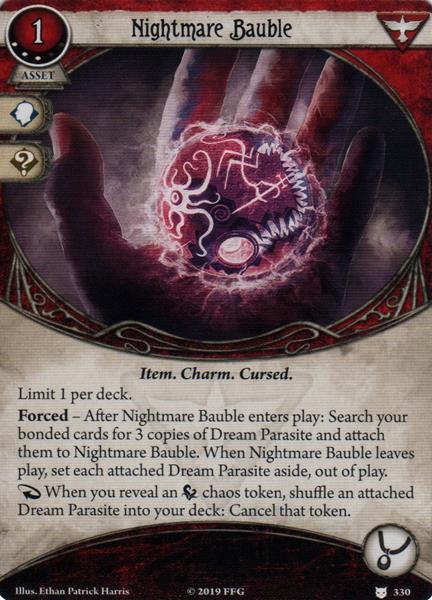 1
Nightmare Bauble
ASSET
?
Item. Charm. Cursed.
Limit 1 per deck.
Forced – After Nightmare Bauble enters play: Search your
bonded cards for 3 copies of Dream Parasite and attach
them to Nightmare Bauble. When Nightmare Bauble leaves
play, set each attached Dream Parasite aside, out of play.
When you reveal an chaos token, shuffle an attached
Dream Parasite into your deck: Cancel that token.
Illus. Ethan Patrick Harris
© 2019 FFG
330